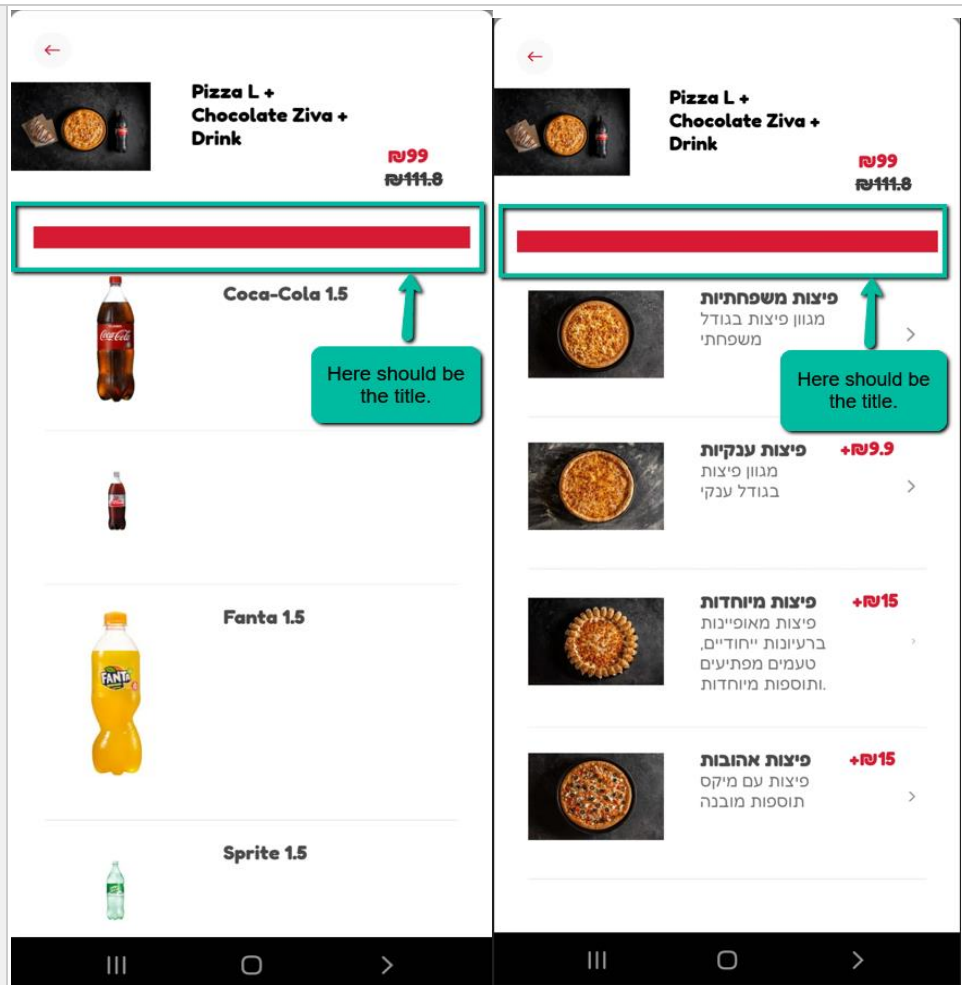 Pizza L +
Chocolate Ziva +
Drink
₪99
₪111.8
Coca-Cola 1.5
Here should be
the title.
Coca-Cola
Fanta 1.5
FANTA
Sprite 1.5
Pizza L +
Chocolate Ziva +
Drink
₪99
₪111.8
פיצות משפחתיות
מגוון פיצות בגודל
משפחתי
Here should be
the title.
פיצות ענקיות
+₪9.9
מגוון פיצות
בגודל ענקי
פיצות מיוחדות
+₪15
פיצות מאופיינות
ברעיונות ייחודיים,
טעמים מפתיעים
ותוספות מיוחדות.
פיצות אהובות
+₪15
פיצות עם מיקס
תוספות מובנה